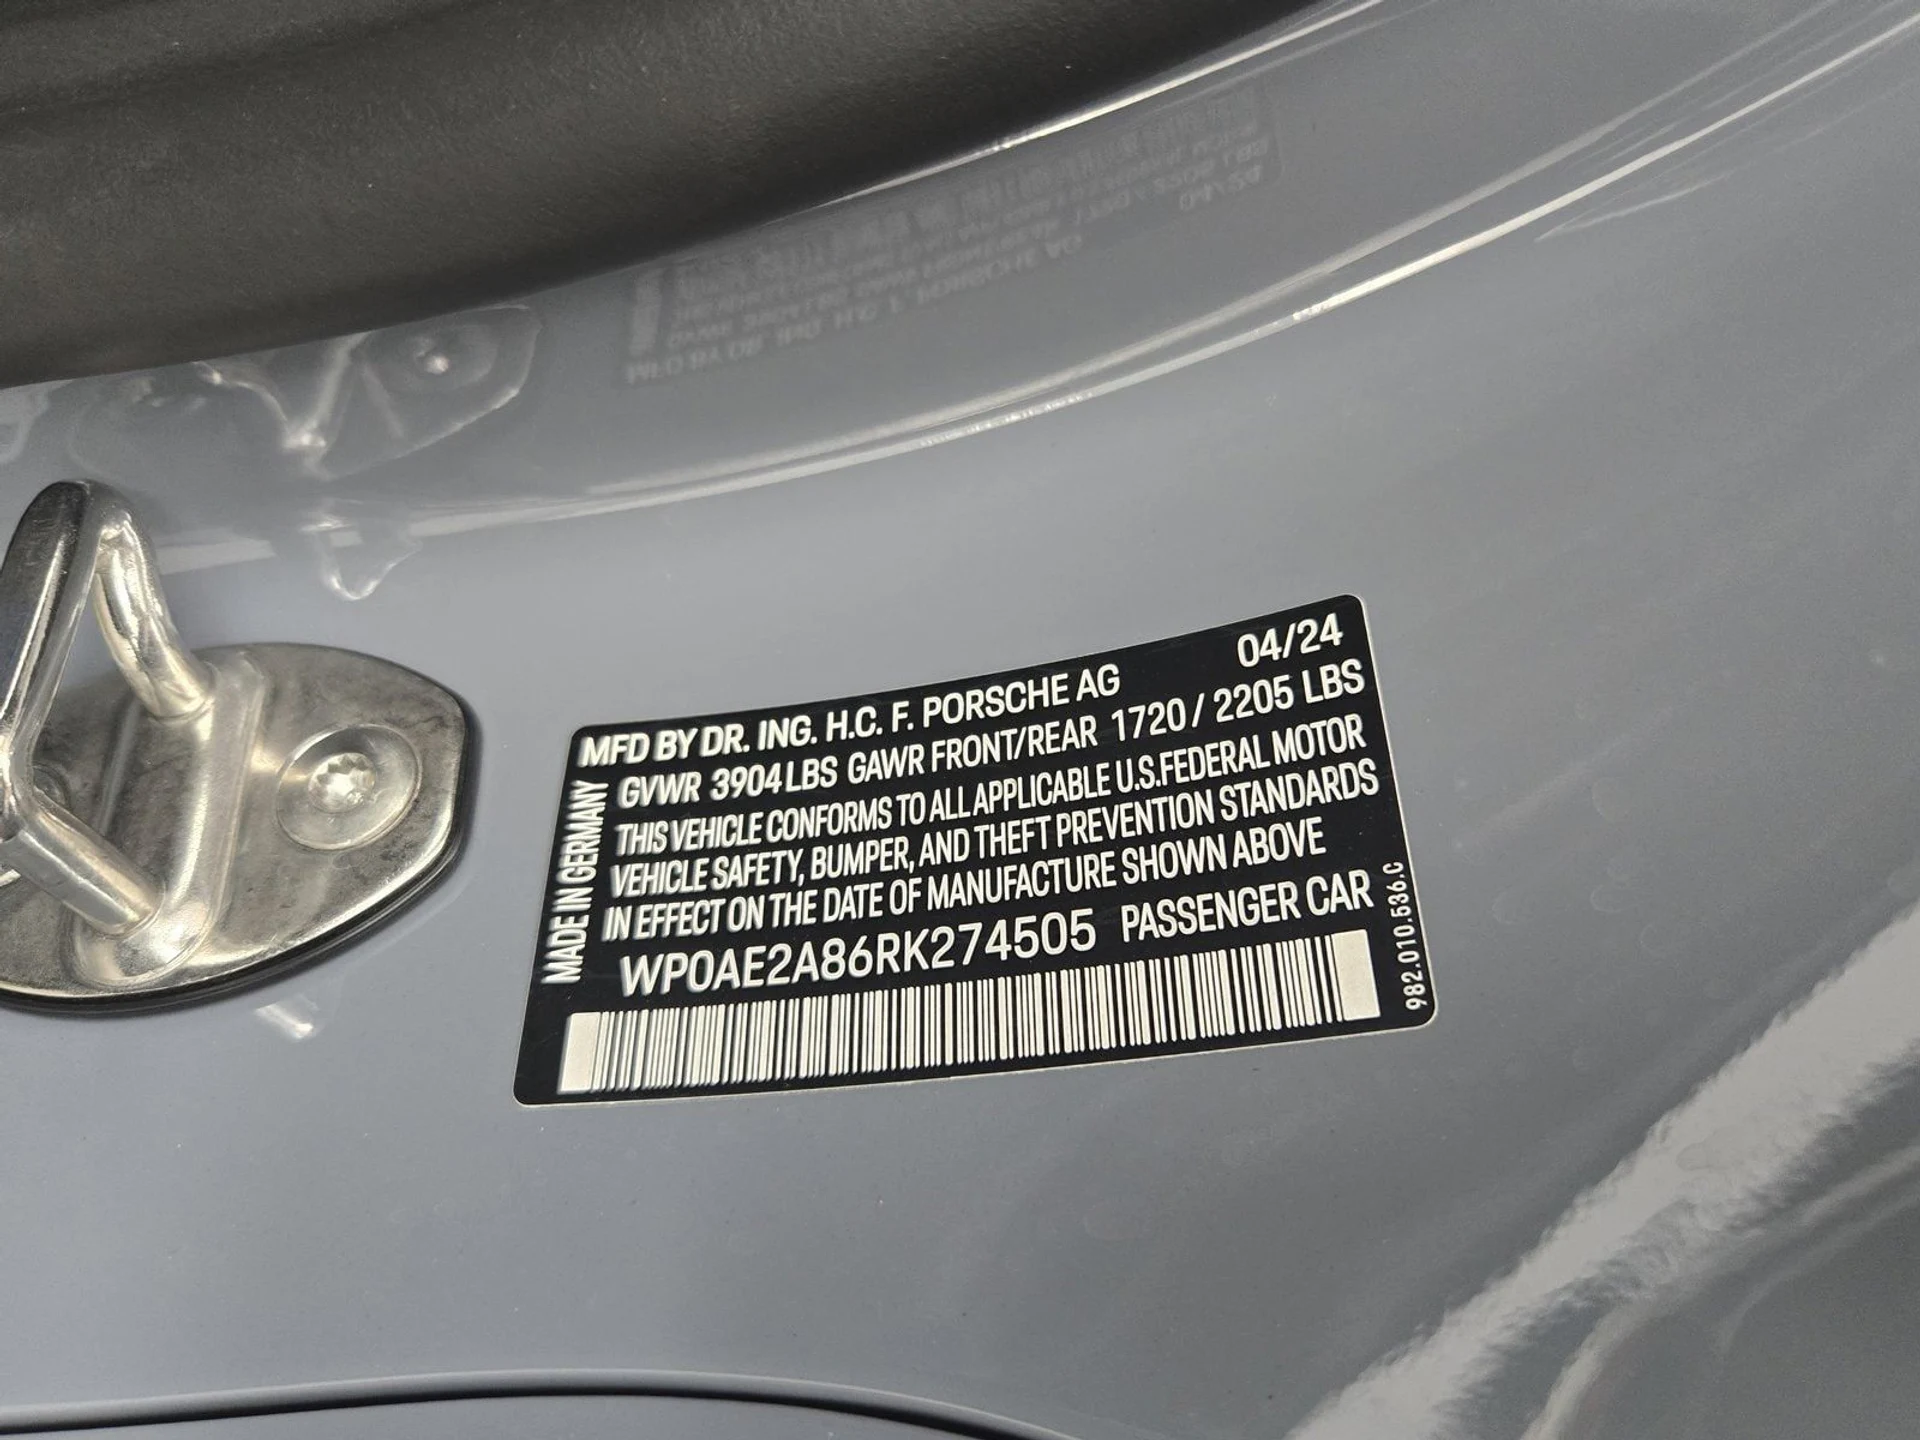 MFD BY DR. ING. H.C. F. PORSCHE AG 04/24
GVWR 3904 LBS GAWR FRONT/REAR 1720 / 2205 LBS
THIS VEHICLE CONFORMS TO ALL APPLICABLE U.S.FEDERAL MOTOR
VEHICLE SAFETY, BUMPER, AND THEFT PREVENTION STANDARDS
IN EFFECT ON THE DATE OF MANUFACTURE SHOWN ABOVE
WP0AE2A86RK274505 PASSENGER CAR
MADE IN GERMANY
982.010.536.C